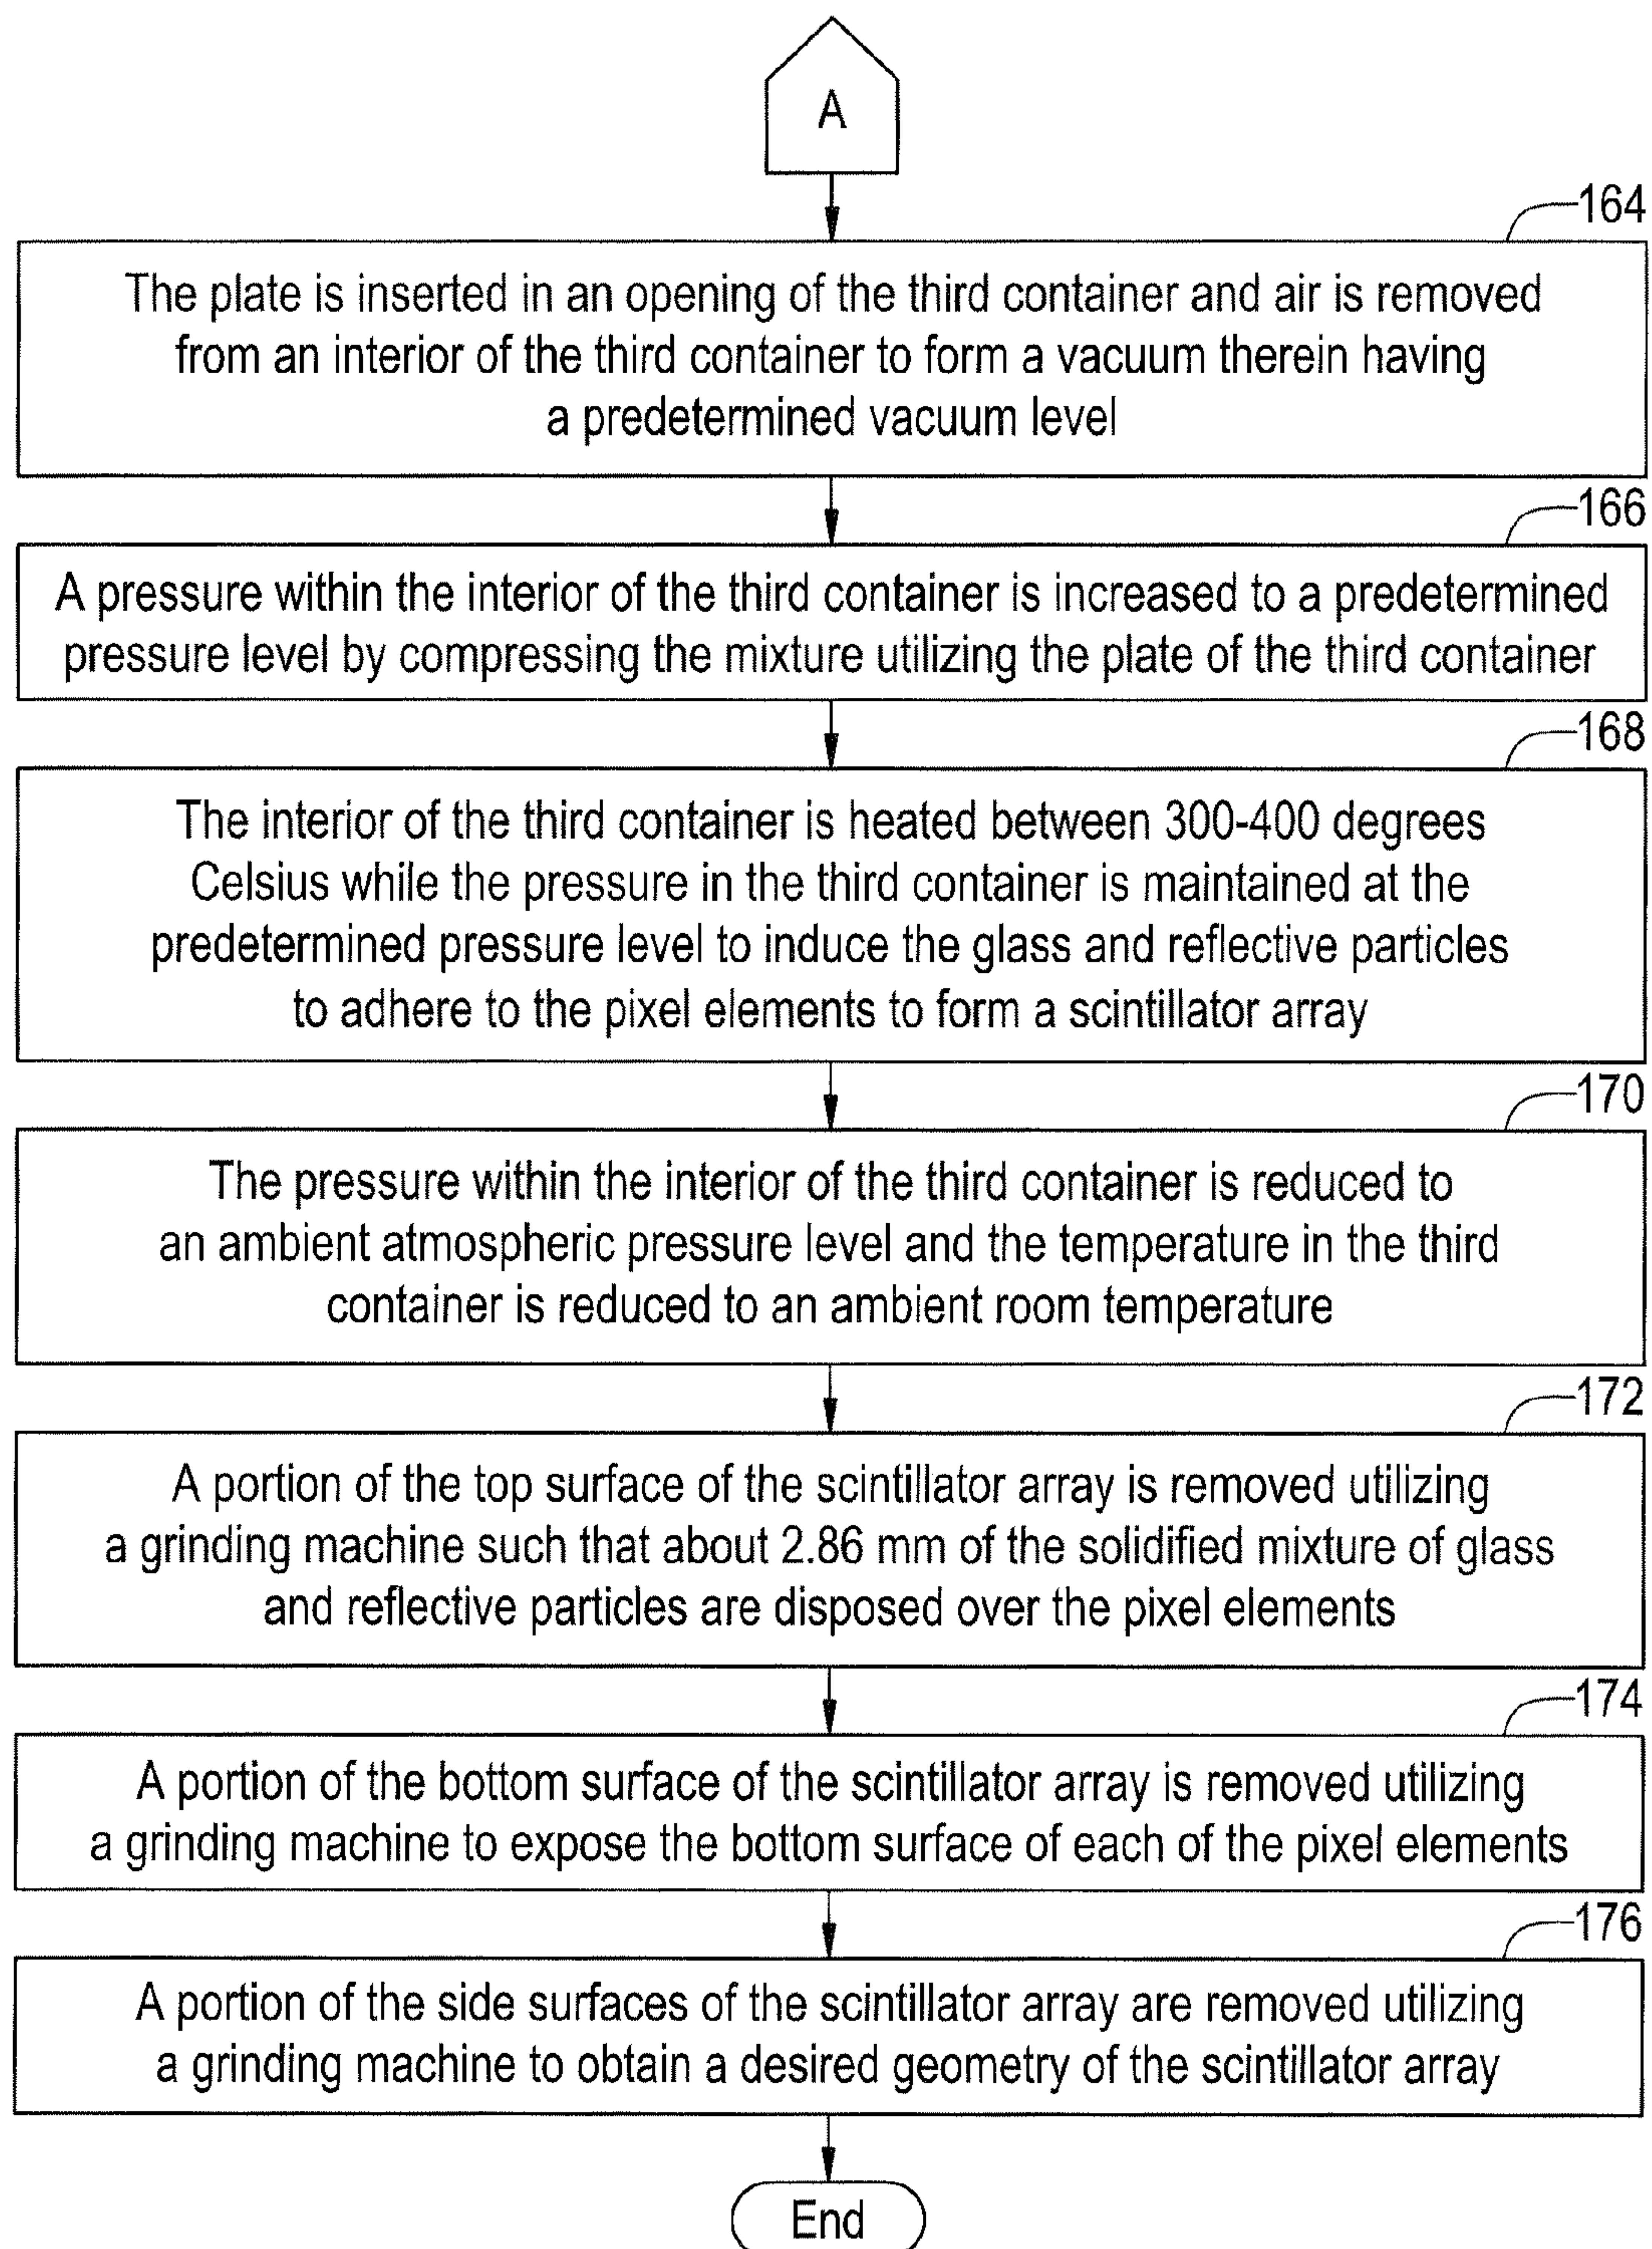 A
164
The plate is inserted in an opening of the third container and air is removed
from an interior of the third container to form a vacuum therein having
a predetermined vacuum level
166
A pressure within the interior of the third container is increased to a predetermined
pressure level by compressing the mixture utilizing the plate of the third container
168
The interior of the third container is heated between 300-400 degrees
Celsius while the pressure in the third container is maintained at the
predetermined pressure level to induce the glass and reflective particles
to adhere to the pixel elements to form a scintillator array
170
The pressure within the interior of the third container is reduced to
an ambient atmospheric pressure level and the temperature in the third
container is reduced to an ambient room temperature
172
A portion of the top surface of the scintillator array is removed utilizing
a grinding machine such that about 2.86 mm of the solidified mixture of glass
and reflective particles are disposed over the pixel elements
174
A portion of the bottom surface of the scintillator array is removed utilizing
a grinding machine to expose the bottom surface of each of the pixel elements
176
A portion of the side surfaces of the scintillator array are removed utilizing
a grinding machine to obtain a desired geometry of the scintillator array
End